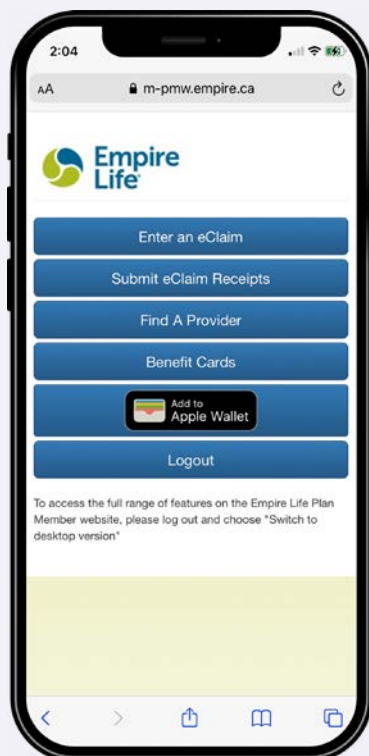 2:04
AA m-pmw.empire.ca
Empire
Life
Enter an eClaim
Submit eClaim Receipts
Find A Provider
Benefit Cards
Add to
Apple Wallet
Logout
To access the full range of features on the Empire Life Plan
Member website, please log out and choose "Switch to
desktop version"